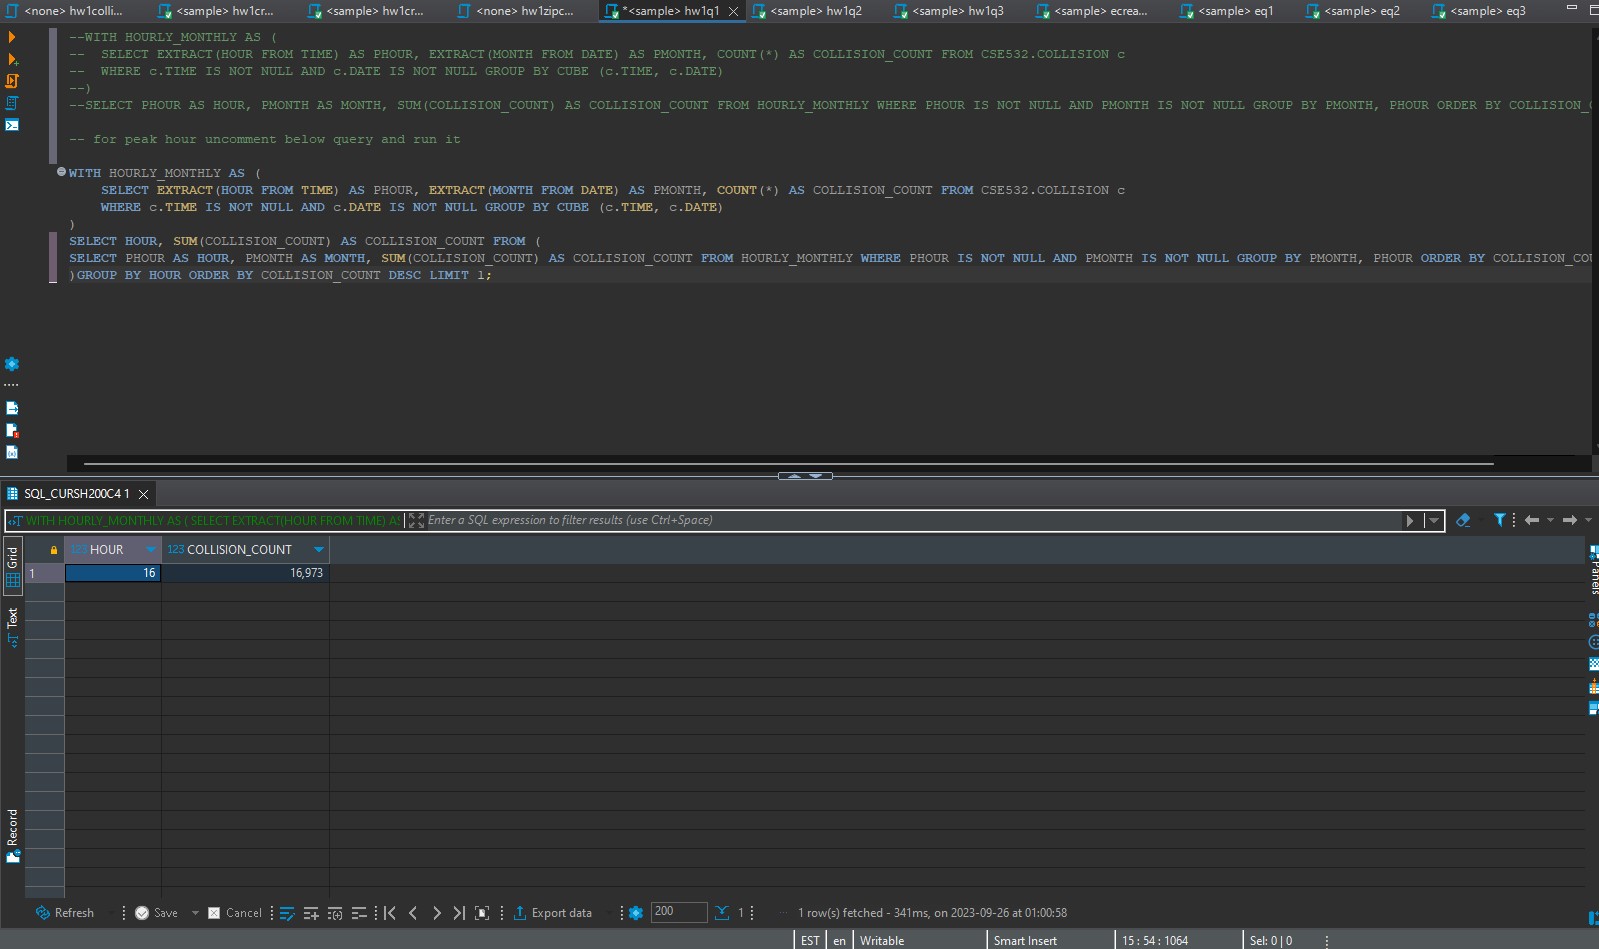 <none> hw1colli... <sample> hw1cr... <sample> hw1cr... <none> hw1zipc... *<sample> hw1q1 <sample> hw1q2 <sample> hw1q3 <sample> ecrea... <sample> eq1 <sample> eq2 <sample> eq3
--WITH HOURLY_MONTHLY AS (
-- SELECT EXTRACT(HOUR FROM TIME) AS PHOUR, EXTRACT(MONTH FROM DATE) AS PMONTH, COUNT(*) AS COLLISION_COUNT FROM CSE532.COLLISION c
-- WHERE c.TIME IS NOT NULL AND c.DATE IS NOT NULL GROUP BY CUBE (c.TIME, c.DATE)
--)
--SELECT PHOUR AS HOUR, PMONTH AS MONTH, SUM(COLLISION_COUNT) AS COLLISION_COUNT FROM HOURLY_MONTHLY WHERE PHOUR IS NOT NULL AND PMONTH IS NOT NULL GROUP BY PMONTH, PHOUR ORDER BY COLLISION_
-- for peak hour uncomment below query and run it
WITH HOURLY_MONTHLY AS (
SELECT EXTRACT(HOUR FROM TIME) AS PHOUR, EXTRACT(MONTH FROM DATE) AS PMONTH, COUNT(*) AS COLLISION_COUNT FROM CSE532.COLLISION c
WHERE c.TIME IS NOT NULL AND c.DATE IS NOT NULL GROUP BY CUBE (c.TIME, c.DATE)
)
SELECT HOUR, SUM(COLLISION_COUNT) AS COLLISION_COUNT FROM (
SELECT PHOUR AS HOUR, PMONTH AS MONTH, SUM(COLLISION_COUNT) AS COLLISION_COUNT FROM HOURLY_MONTHLY WHERE PHOUR IS NOT NULL AND PMONTH IS NOT NULL GROUP BY PMONTH, PHOUR ORDER BY COLLISION_COU
)GROUP BY HOUR ORDER BY COLLISION_COUNT DESC LIMIT 1;
SQL_CURSH200C4 1
WITH HOURLY_MONTHLY AS ( SELECT EXTRACT(HOUR FROM TIME) AS Enter a SQL expression to filter results (use Ctrl+Space)
Grid
Text
Record
Panels
123 HOUR 123 COLLISION_COUNT
1 16 16,973
Refresh Save Cancel Export data 200 1 1 row(s) fetched - 341ms, on 2023-09-26 at 01:00:58
EST en Writable Smart Insert 15 : 54 : 1064 Sel: 0 | 0